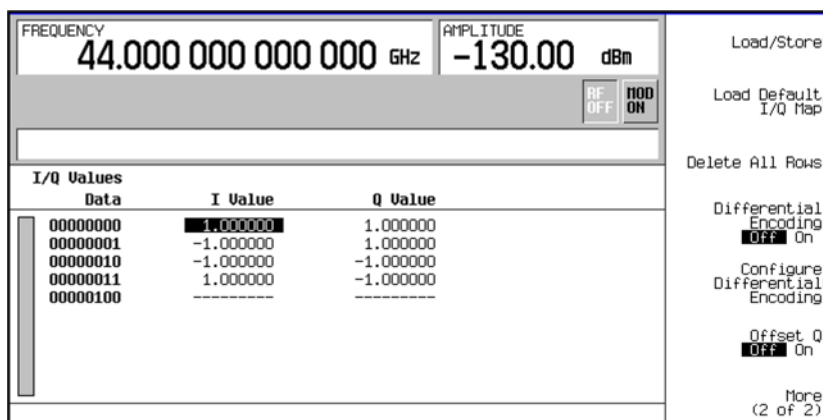 FREQUENCY
44.000 000 000 000 GHz
AMPLITUDE
-130.00 dBm
RF OFF
MOD ON
I/Q Values
Data I Value Q Value
00000000 1.000000 1.000000
00000001 -1.000000 1.000000
00000010 -1.000000 -1.000000
00000011 1.000000 -1.000000
00000100 --------- ---------
Load/Store
Load Default
I/Q Map
Delete All Rows
Differential
Encoding
Off On
Configure
Differential
Encoding
Offset Q
Off On
More
(2 of 2)